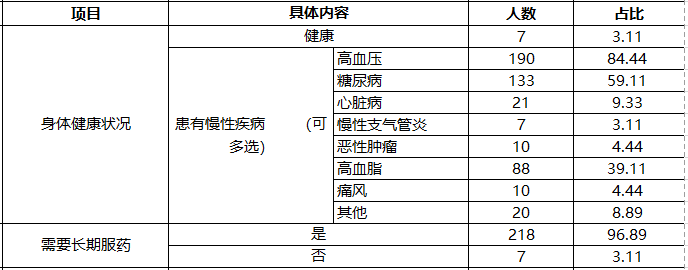 项目 具体内容 人数 占比
身体健康状况 健康 7 3.11
患有慢性疾病 (可多选) 高血压 190 84.44
糖尿病 133 59.11
心脏病 21 9.33
慢性支气管炎 7 3.11
恶性肿瘤 10 4.44
高血脂 88 39.11
痛风 10 4.44
其他 20 8.89
需要长期服药 是 218 96.89
否 7 3.11